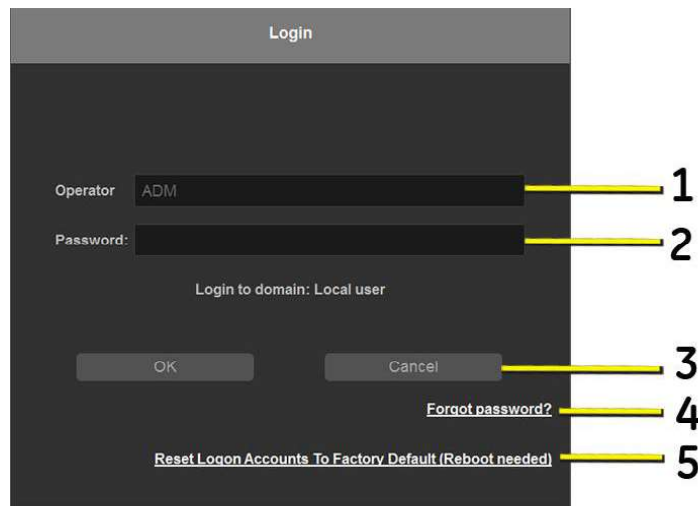 Login
Operator ADM 1
Password: 2
Login to domain: Local user
OK Cancel 3
Forgot password? 4
Reset Logon Accounts To Factory Default (Reboot needed) 5